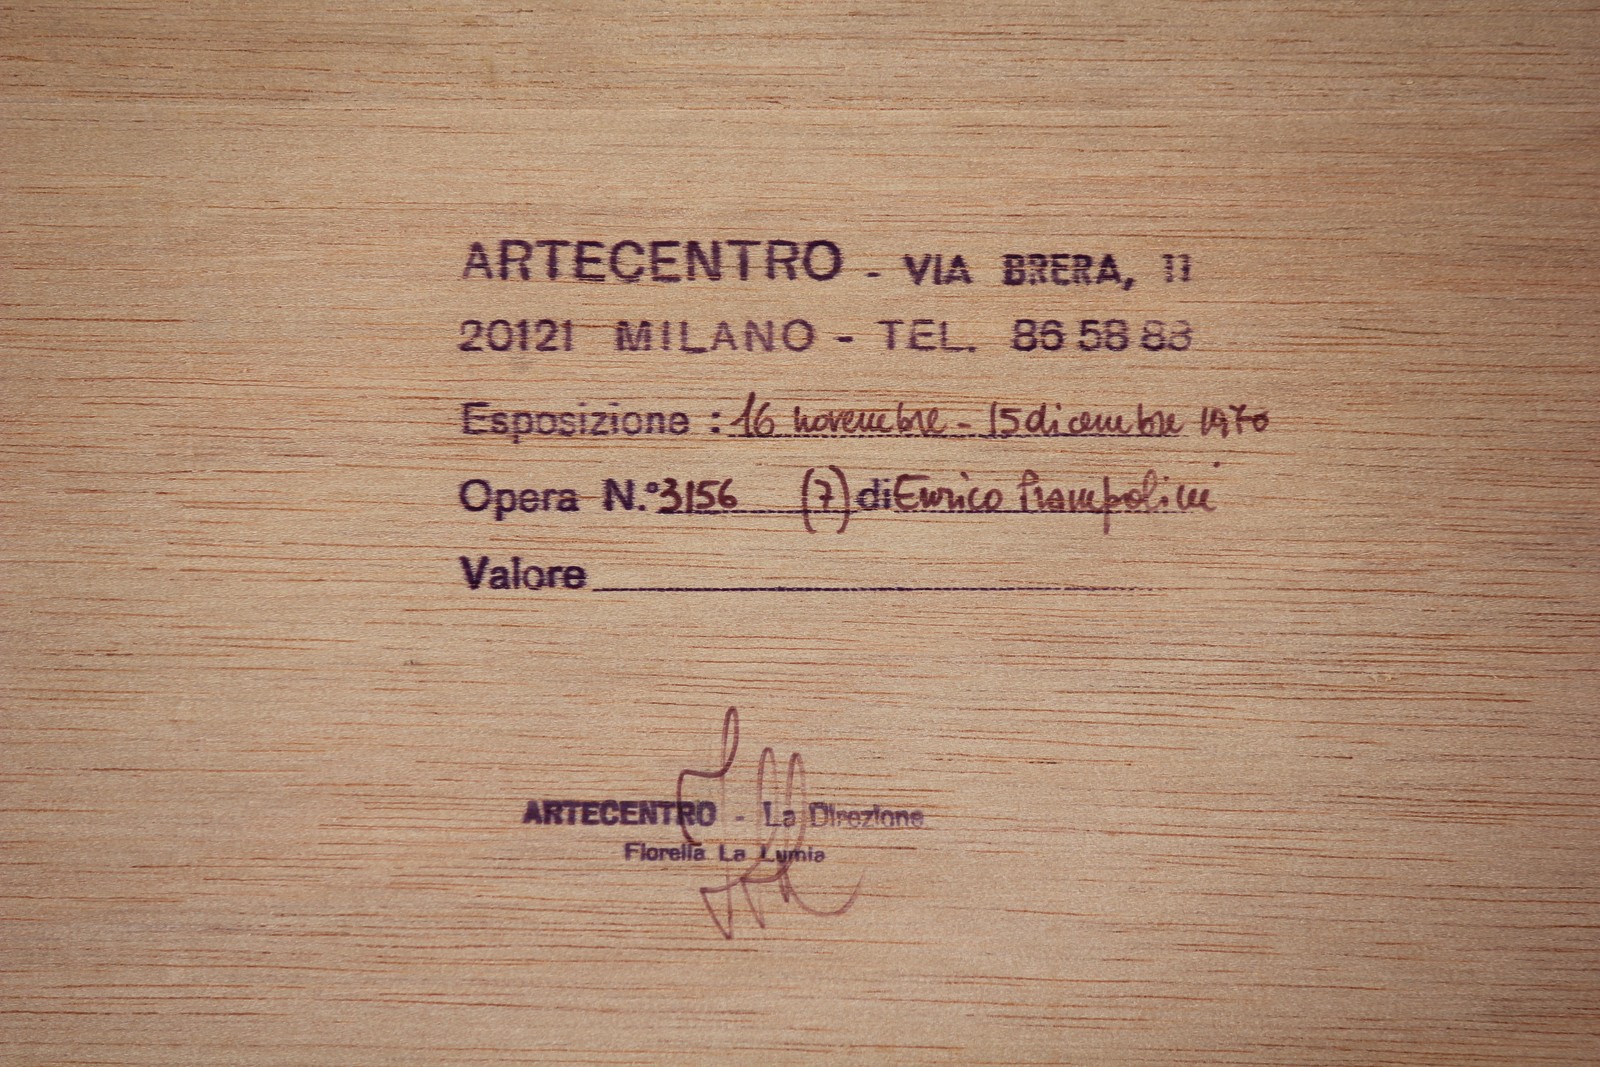 ARTECENTRO - VIA BRERA, 11
20121 MILANO - TEL. 86 58 88
Esposizione : 16 novembre - 15 dicembre 1970
Opera N.° 3156 (7) di Enrico Prampolini
Valore
ARTECENTRO - La Direzione
Fiorella La Lumia